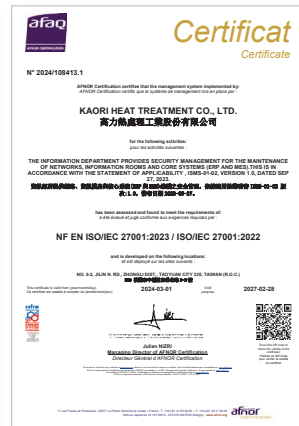 afaq
ISO/IEC 27001
Certificat
Certificate
N° 2024/108413.1
AFNOR Certification certifies that the management system implemented by:
AFNOR Certification certifie que le système de management mis en place par :
KAORI HEAT TREATMENT CO., LTD.
高力熱處理工業股份有限公司
for the following activities:
pour les activités suivantes :
THE INFORMATION DEPARTMENT PROVIDES SECURITY MANAGEMENT FOR THE MAINTENANCE
OF NETWORKS, INFORMATION ROOMS AND CORE SYSTEMS (ERP AND MES).THIS IS IN
ACCORDANCE WITH THE STATEMENT OF APPLICABILITY , ISMS-01-02, VERSION 1.0, DATED SEP
27, 2023.
has been assessed and found to meet the requirements of:
a été évalué et jugé conforme aux exigences requises par :
NF EN ISO/IEC 27001:2023 / ISO/IEC 27001:2022
and is developed on the following locations:
et est déployé sur les sites suivants :
NO. 5-2, JILIN N. RD., ZHONGLI DIST., TAOYUAN CITY 320, TAIWAN (R.O.C.)
This certificate is valid from (year/month/day)
Ce certificat est valable à compter du (année/mois/jour)
2024-03-01
Until
jusqu'au
2027-02-28
Julien NIZRI
Managing Director of AFNOR Certification
Directeur Général d'AFNOR Certification
afnor
CERTIFICATION